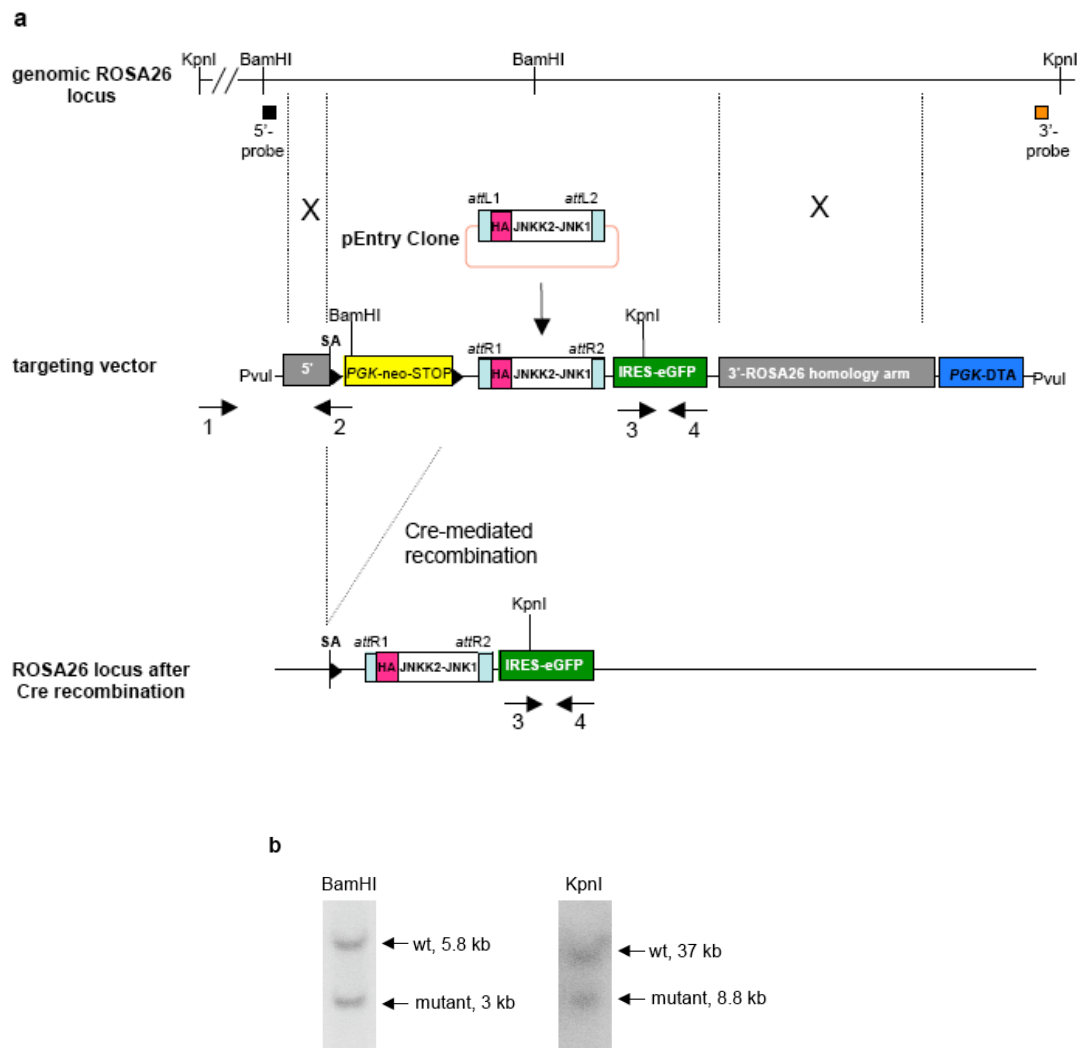 a
KpnI BamHI BamHI KpnI
genomic ROSA26
locus
5'-
probe
3'-
probe
attL1 attL2
X X
HA JNKK2-JNK1
pEntry Clone
BamHI KpnI
SA attR1 attR2
targeting vector
PvuI 5' PGK-neo-STOP HA JNKK2-JNK1 IRES-eGFP 3'-ROSA26 homology arm PGK-DTA PvuI
1 2 3 4
Cre-mediated
recombination
KpnI
SA attR1 attR2
ROSA26 locus after
Cre recombination
HA JNKK2-JNK1 IRES-eGFP
3 4
b
BamHI KpnI
wt, 5.8 kb wt, 37 kb
mutant, 3 kb mutant, 8.8 kb